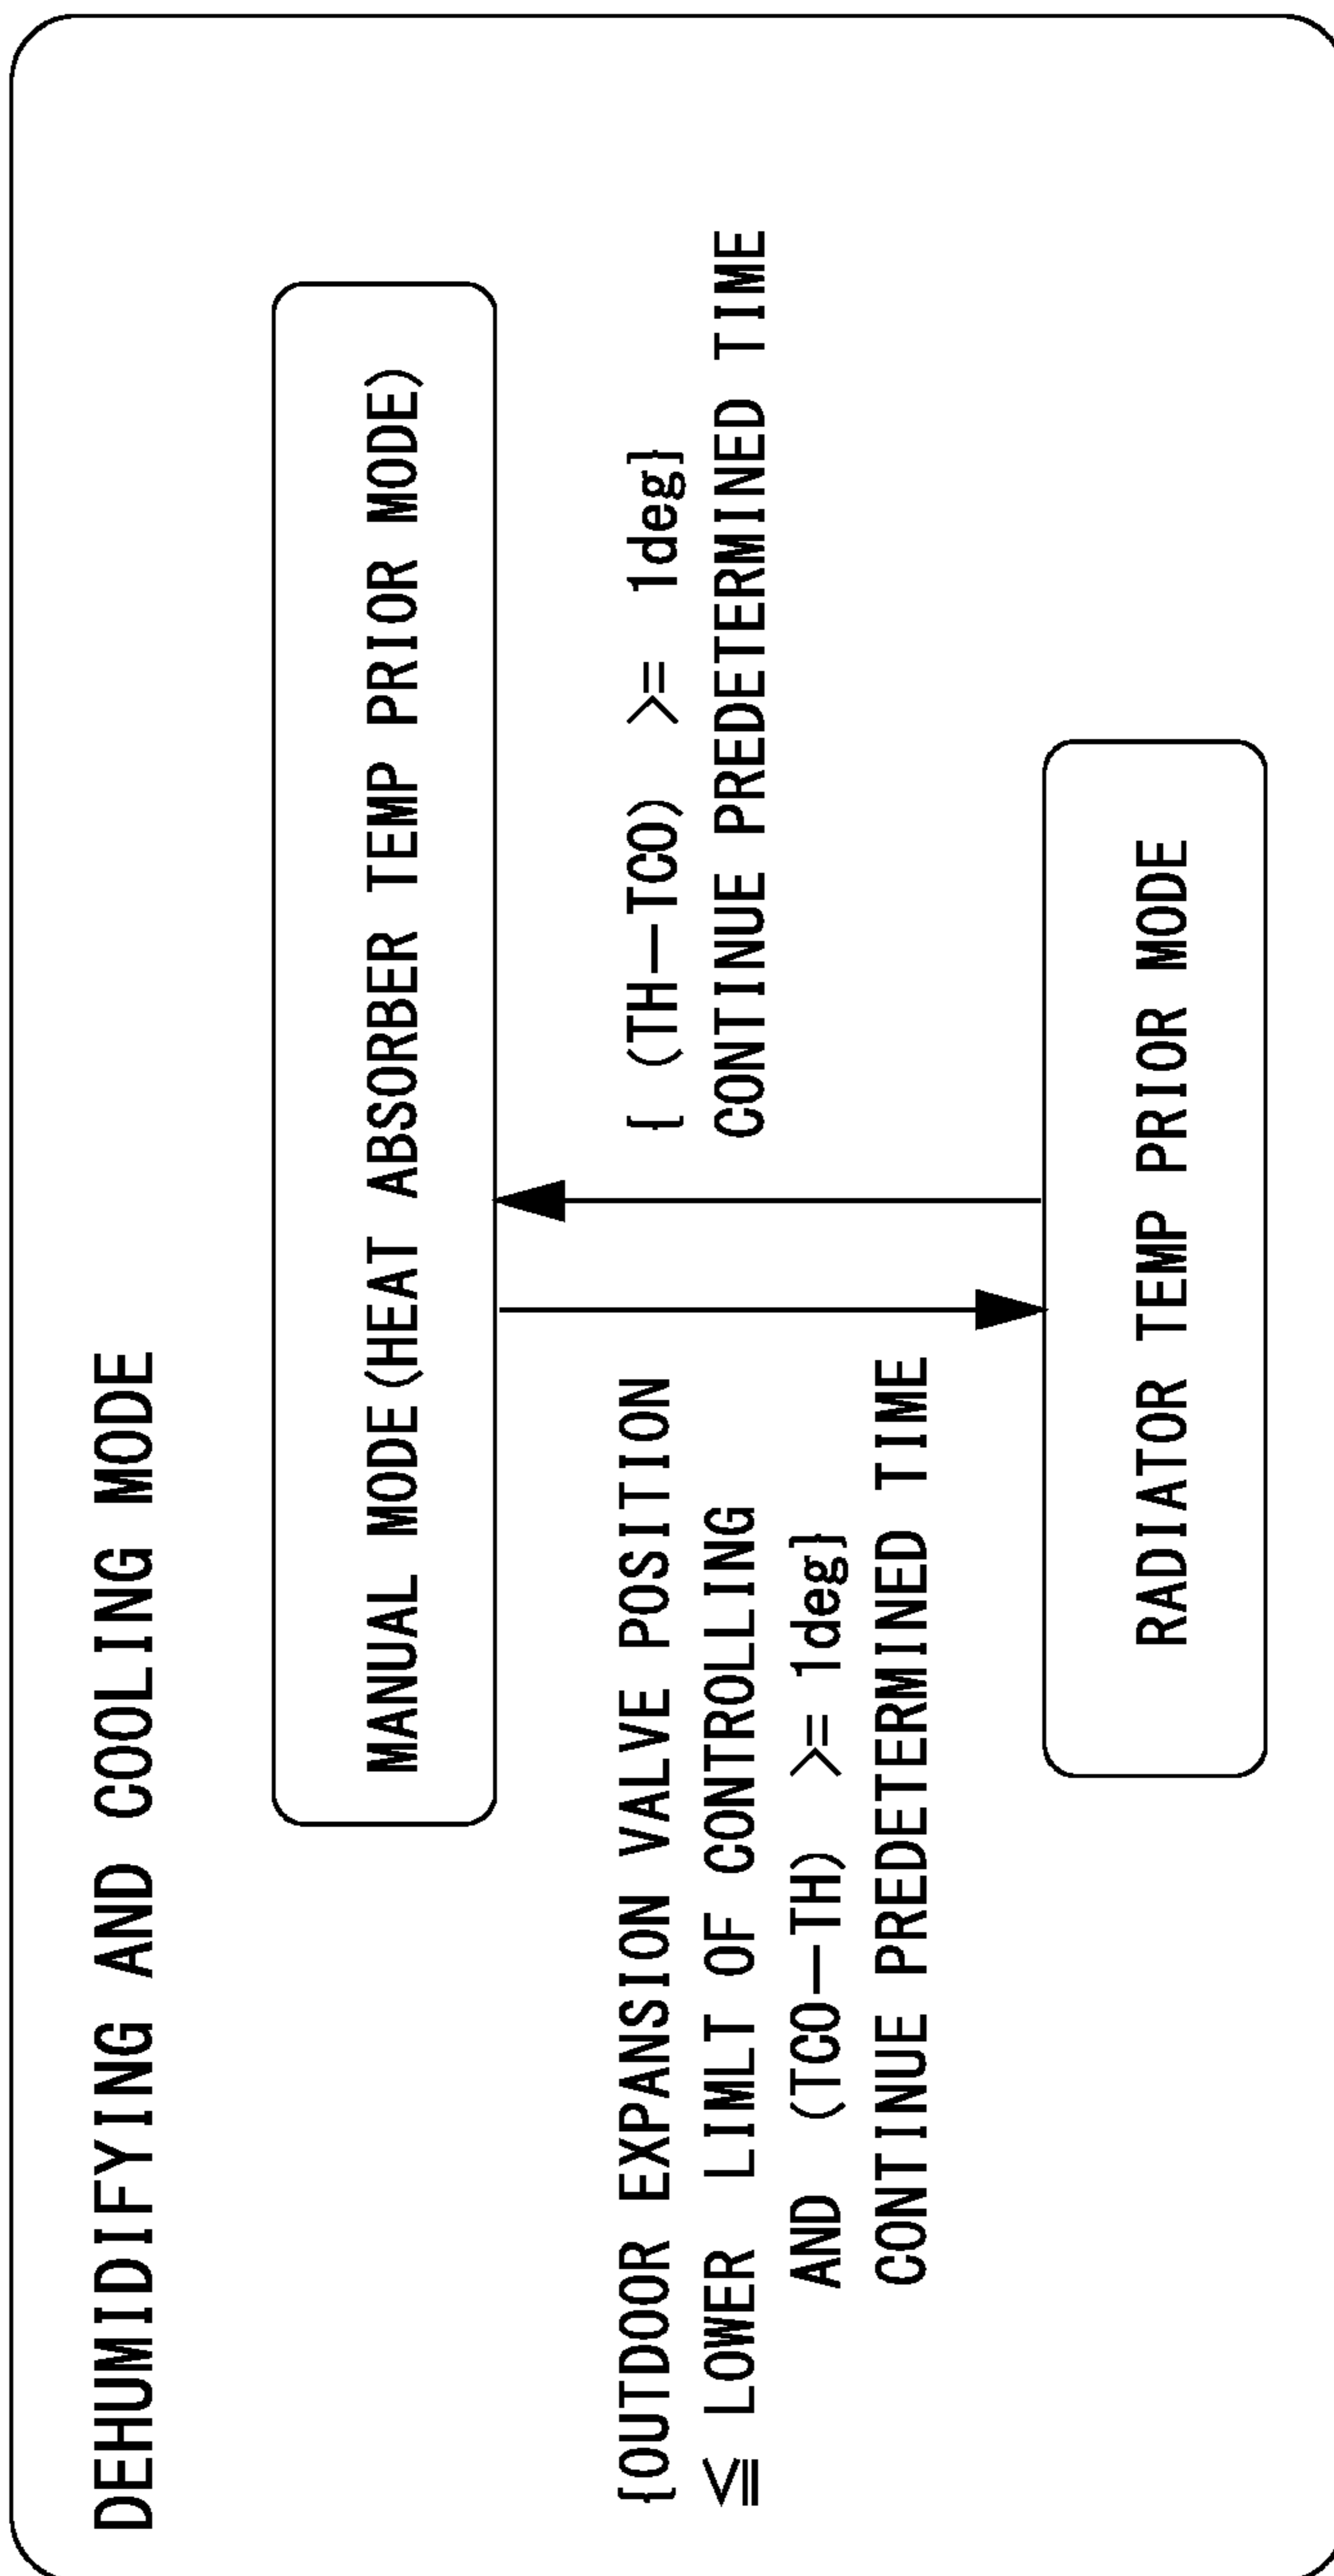 DEHUMIDIFYING AND COOLING MODE
MANUAL MODE(HEAT ABSORBER TEMP PRIOR MODE)
{OUTDOOR EXPANSION VALVE POSITION
≦ LOWER LIMLT OF CONTROLLING
AND (TCO—TH) >= 1deg}
CONTINUE PREDETERMINED TIME
{ (TH—TCO) >= 1deg}
CONTINUE PREDETERMINED TIME
RADIATOR TEMP PRIOR MODE